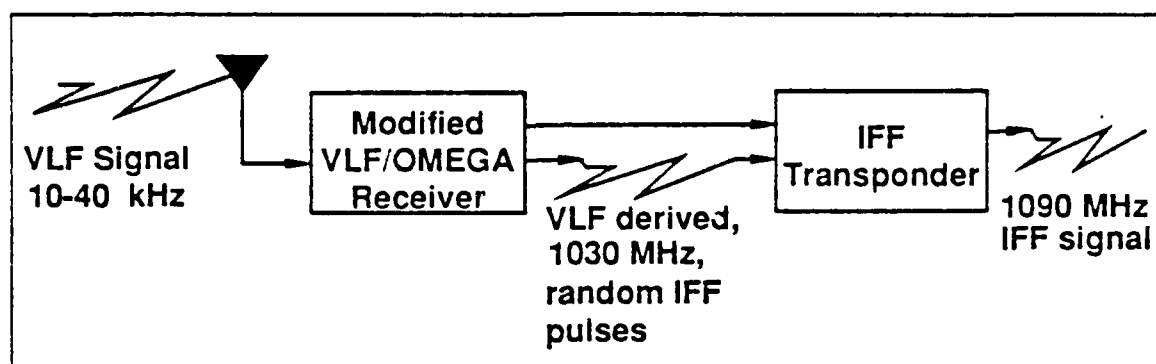 VLF Signal
10-40 kHz
Modified
VLF/OMEGA
Receiver
VLF derived,
1030 MHz,
random IFF
pulses
IFF
Transponder
1090 MHz
IFF signal